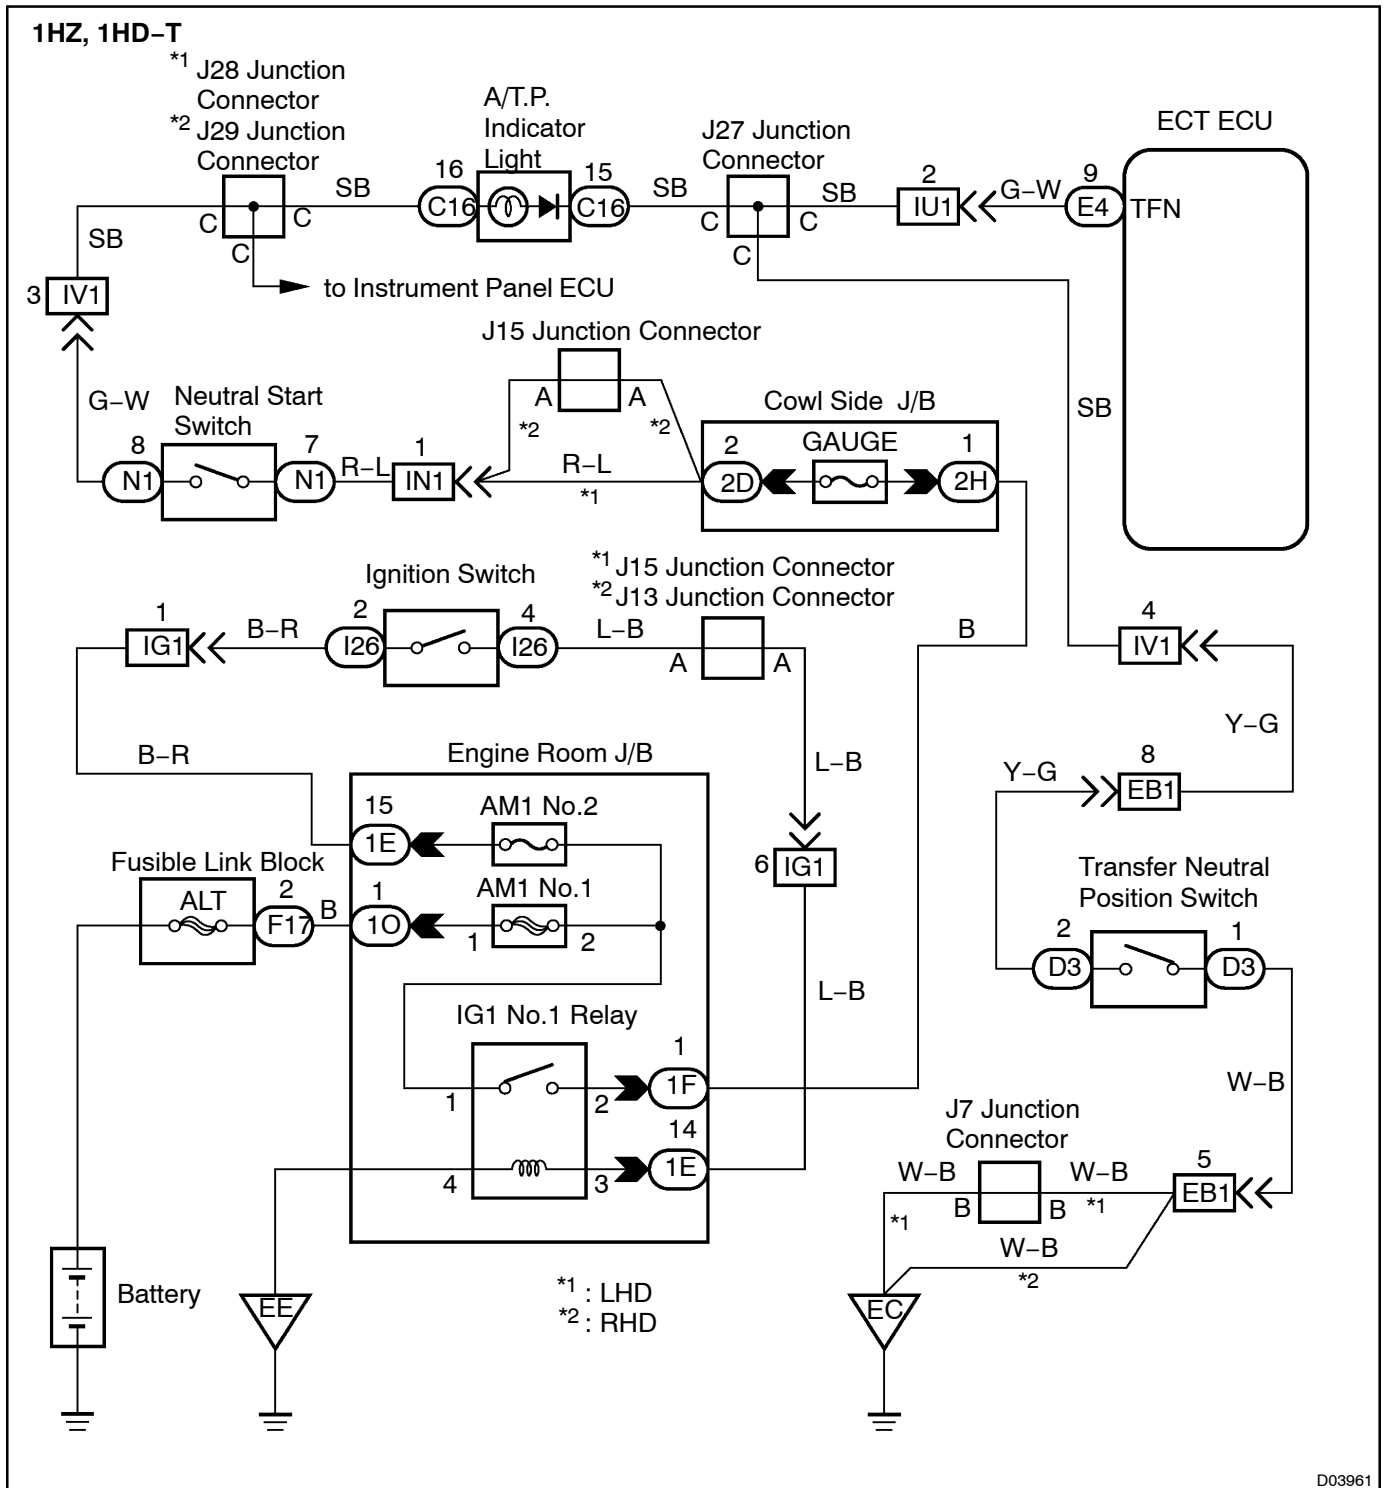 1HZ, 1HD−T
*1 J28 Junction
Connector
*2 J29 Junction
Connector
A/T.P.
Indicator
Light
J27 Junction
Connector
ECT ECU
16
15
2
9
SB
C16
C16
SB
SB
IU1
G−W
E4
TFN
C
C
C
C
C
C
SB
to Instrument Panel ECU
3
IV1
J15 Junction Connector
A
A
*2
*2
G−W
Neutral Start
Switch
Cowl Side J/B
SB
8
7
1
2
GAUGE
1
N1
N1
R−L
IN1
R−L
*1
2D
2H
Ignition Switch
*1 J15 Junction Connector
*2 J13 Junction Connector
1
2
4
4
IG1
B−R
I26
I26
L−B
A
A
B
IV1
Y−G
B−R
Engine Room J/B
L−B
8
Y−G
EB1
15
AM1 No.2
1E
Fusible Link Block
6
IG1
Transfer Neutral
Position Switch
ALT
2
F17
B
1
1O
AM1 No.1
1
2
2
1
D3
D3
L−B
IG1 No.1 Relay
1
1
2
1F
W−B
J7 Junction
Connector
14
4
3
1E
W−B
W−B
5
EB1
*1
B
B
*1
W−B
*2
Battery
EE
*1 : LHD
*2 : RHD
EC
D03961